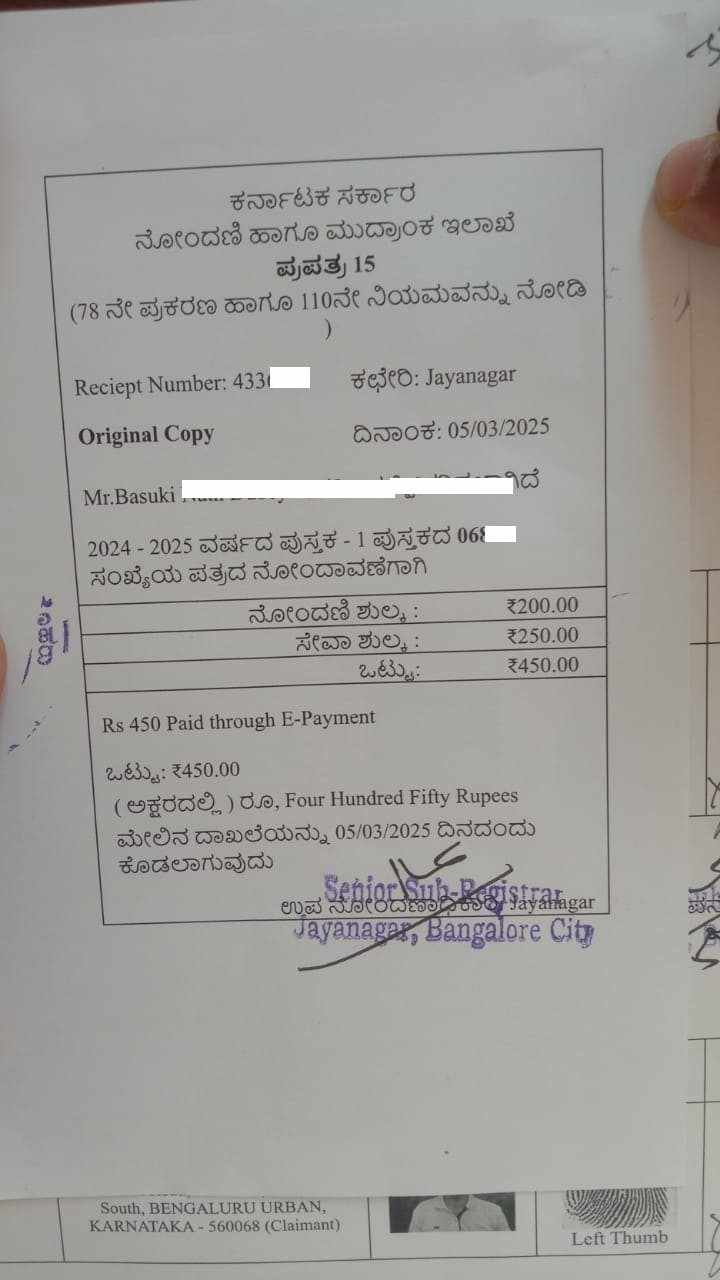 ಕರ್ನಾಟಕ ಸರ್ಕಾರ
ನೋಂದಣಿ ಹಾಗೂ ಮುದ್ರಾಂಕ ಇಲಾಖೆ
ಪ್ರಪತ್ರ 15
(78 ನೇ ಪ್ರಕರಣ ಹಾಗೂ 110ನೇ ನಿಯಮವನ್ನು ನೋಡಿ
)
Reciept Number: 433 ಕಛೇರಿ: Jayanagar
Original Copy ದಿನಾಂಕ: 05/03/2025
Mr.Basuki
2024 - 2025 ವರ್ಷದ ಪುಸ್ತಕ - 1 ಪುಸ್ತಕದ 068
ಸಂಖ್ಯೆಯ ಪತ್ರದ ನೋಂದಾವಣೆಗಾಗಿ
ನೋಂದಣಿ ಶುಲ್ಕ : ₹200.00
ಸೇವಾ ಶುಲ್ಕ : ₹250.00
ಒಟ್ಟು: ₹450.00
Rs 450 Paid through E-Payment
ಒಟ್ಟು: ₹450.00
( ಅಕ್ಷರದಲ್ಲಿ ) ರೂ, Four Hundred Fifty Rupees
ಮೇಲಿನ ದಾಖಲೆಯನ್ನು 05/03/2025 ದಿನದಂದು
ಕೊಡಲಾಗುವುದು
Senior Sub-Registrar
ಉಪ ನೋಂದಣಾಧಿಕಾರಿ Jayanagar
Jayanagar, Bangalore City
South, BENGALURU URBAN,
KARNATAKA - 560068 (Claimant)
Left Thumb